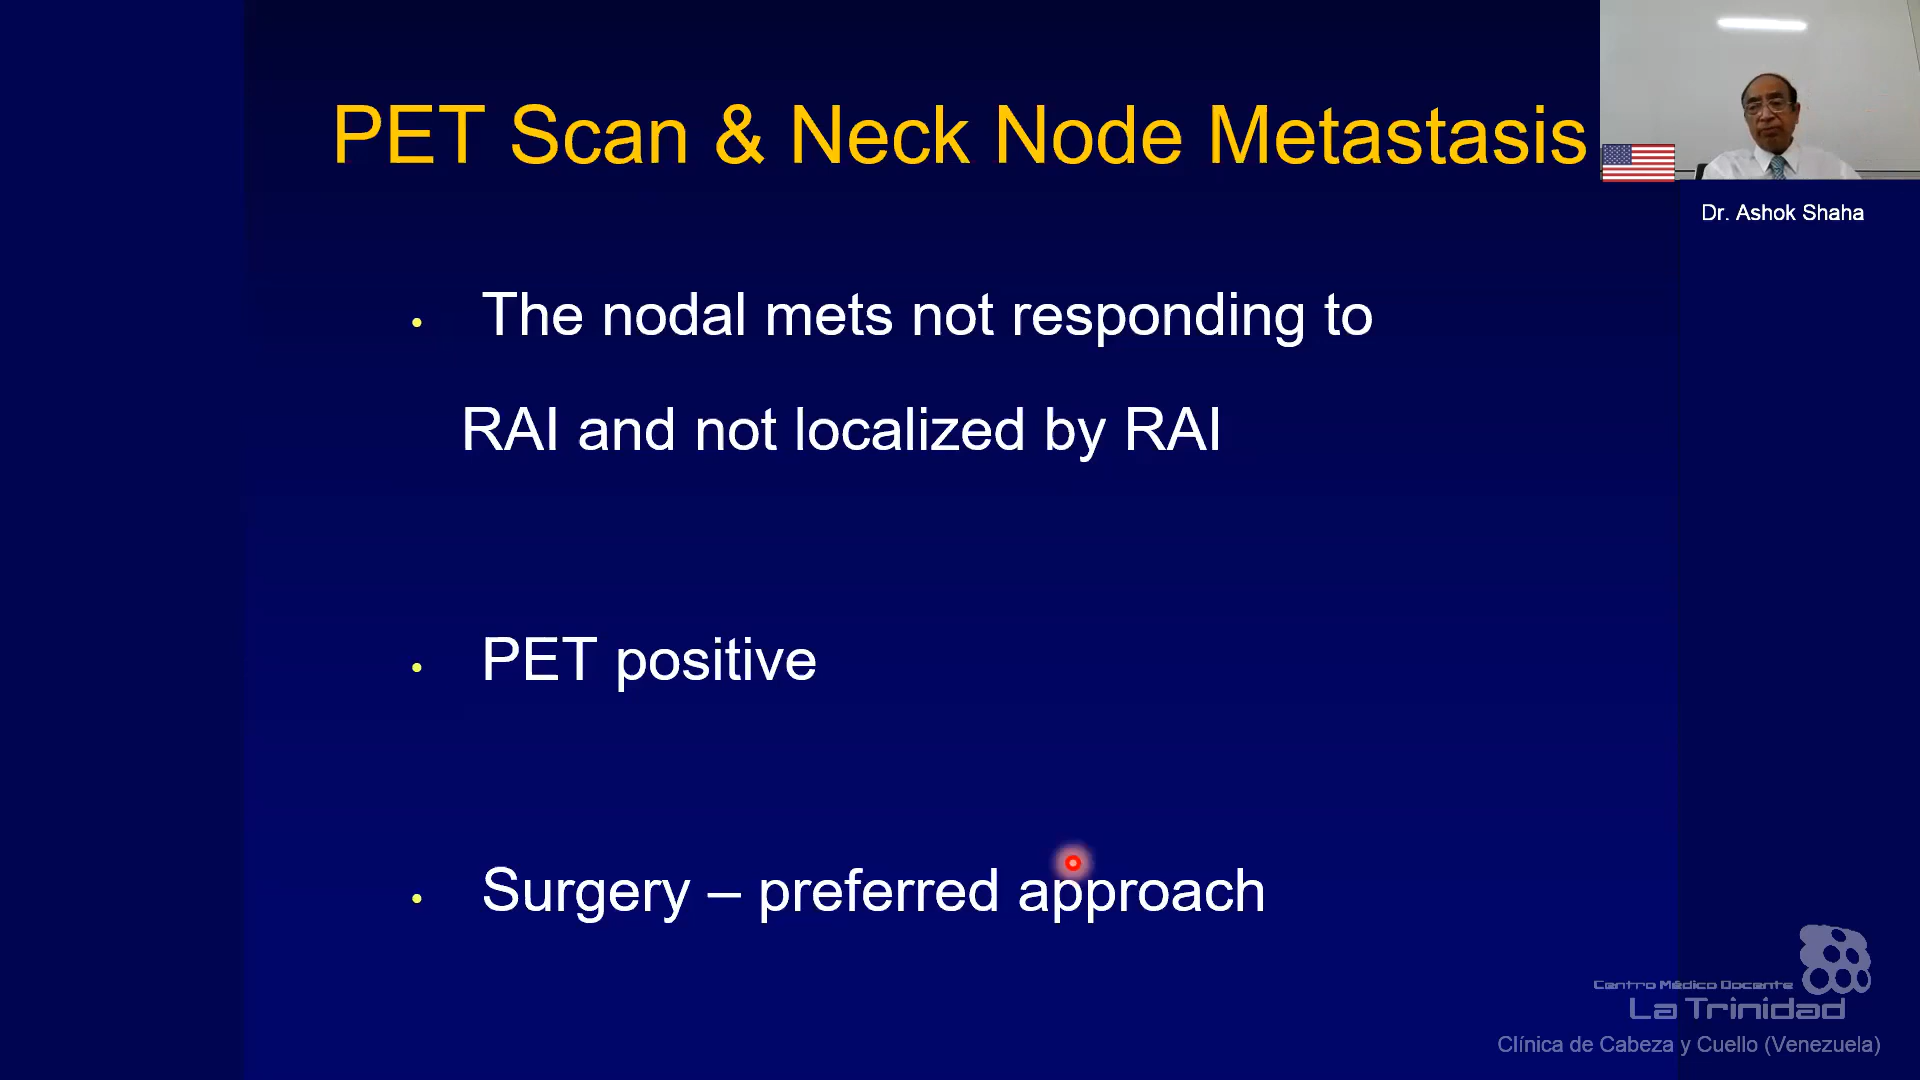 PET Scan & Neck Node Metastasis
Dr. Ashok Shaha
• The nodal mets not responding to
RAI and not localized by RAI
• PET positive
• Surgery – preferred approach
Centro Médico Docente
La Trinidad
Clínica de Cabeza y Cuello (Venezuela)